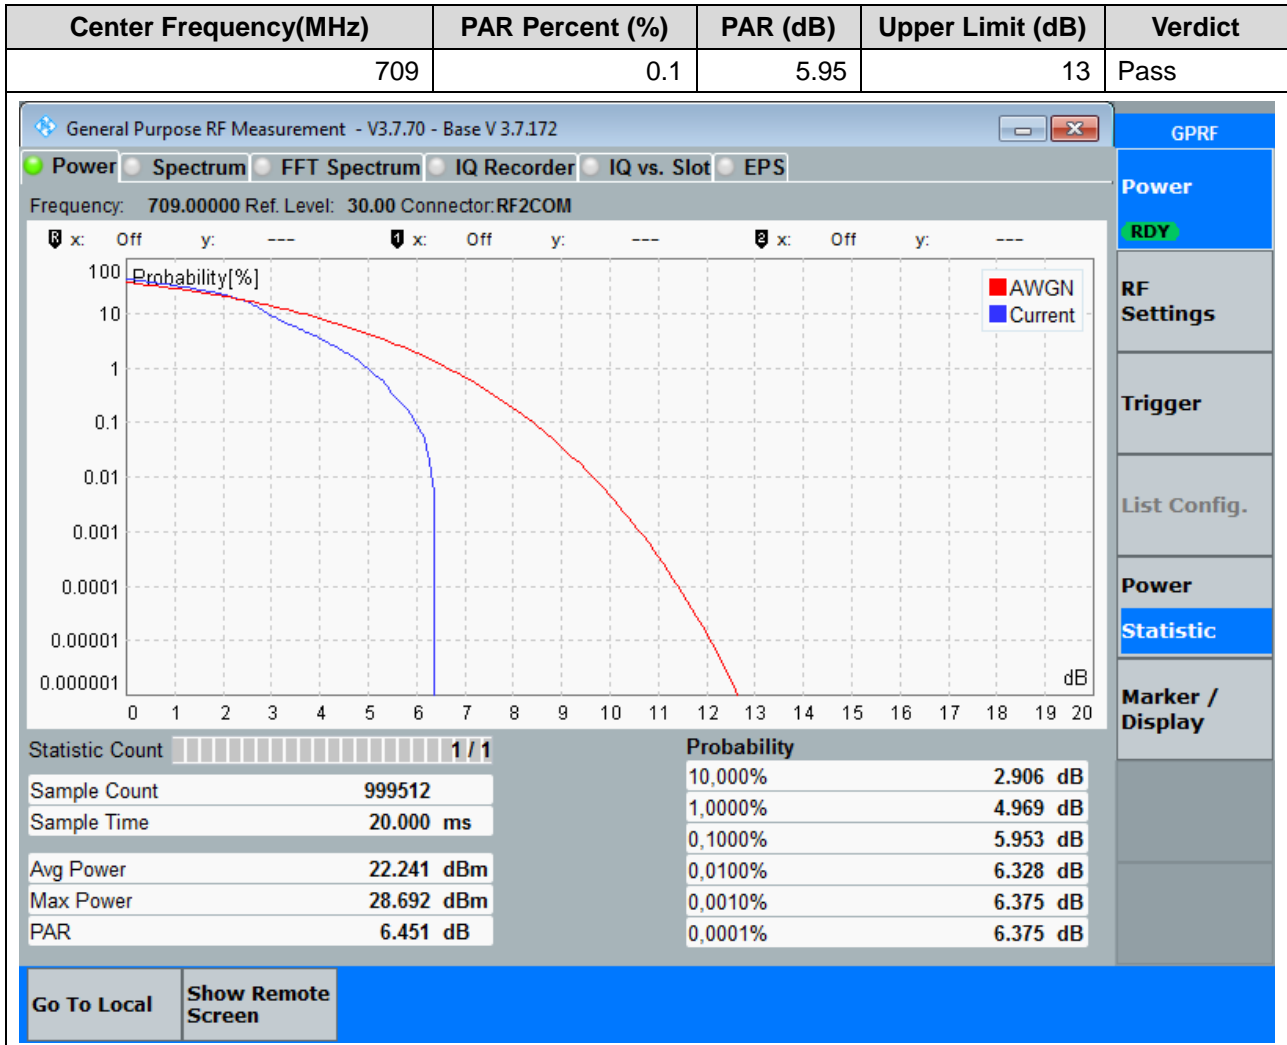 Center Frequency(MHz) PAR Percent (%) PAR (dB) Upper Limit (dB) Verdict
709 0.1 5.95 13 Pass
General Purpose RF Measurement - V3.7.70 - Base V 3.7.172
GPRF
Power Spectrum FFT Spectrum IQ Recorder IQ vs. Slot EPS
Power
RDY
Frequency: 709.00000 Ref. Level: 30.00 Connector:RF2COM
R x: Off y: --- 1 x: Off y: --- 2 x: Off y: ---
Probability[%]
AWGN
Current
100
10
1
0.1
0.01
0.001
0.0001
0.00001
0.000001
dB
0 1 2 3 4 5 6 7 8 9 10 11 12 13 14 15 16 17 18 19 20
RF
Settings
Trigger
List Config.
Power
Statistic
Marker /
Display
Statistic Count 1 / 1
Sample Count 999512
Sample Time 20.000 ms
Avg Power 22.241 dBm
Max Power 28.692 dBm
PAR 6.451 dB
Probability
10,000% 2.906 dB
1,0000% 4.969 dB
0,1000% 5.953 dB
0,0100% 6.328 dB
0,0010% 6.375 dB
0,0001% 6.375 dB
Go To Local
Show Remote
Screen